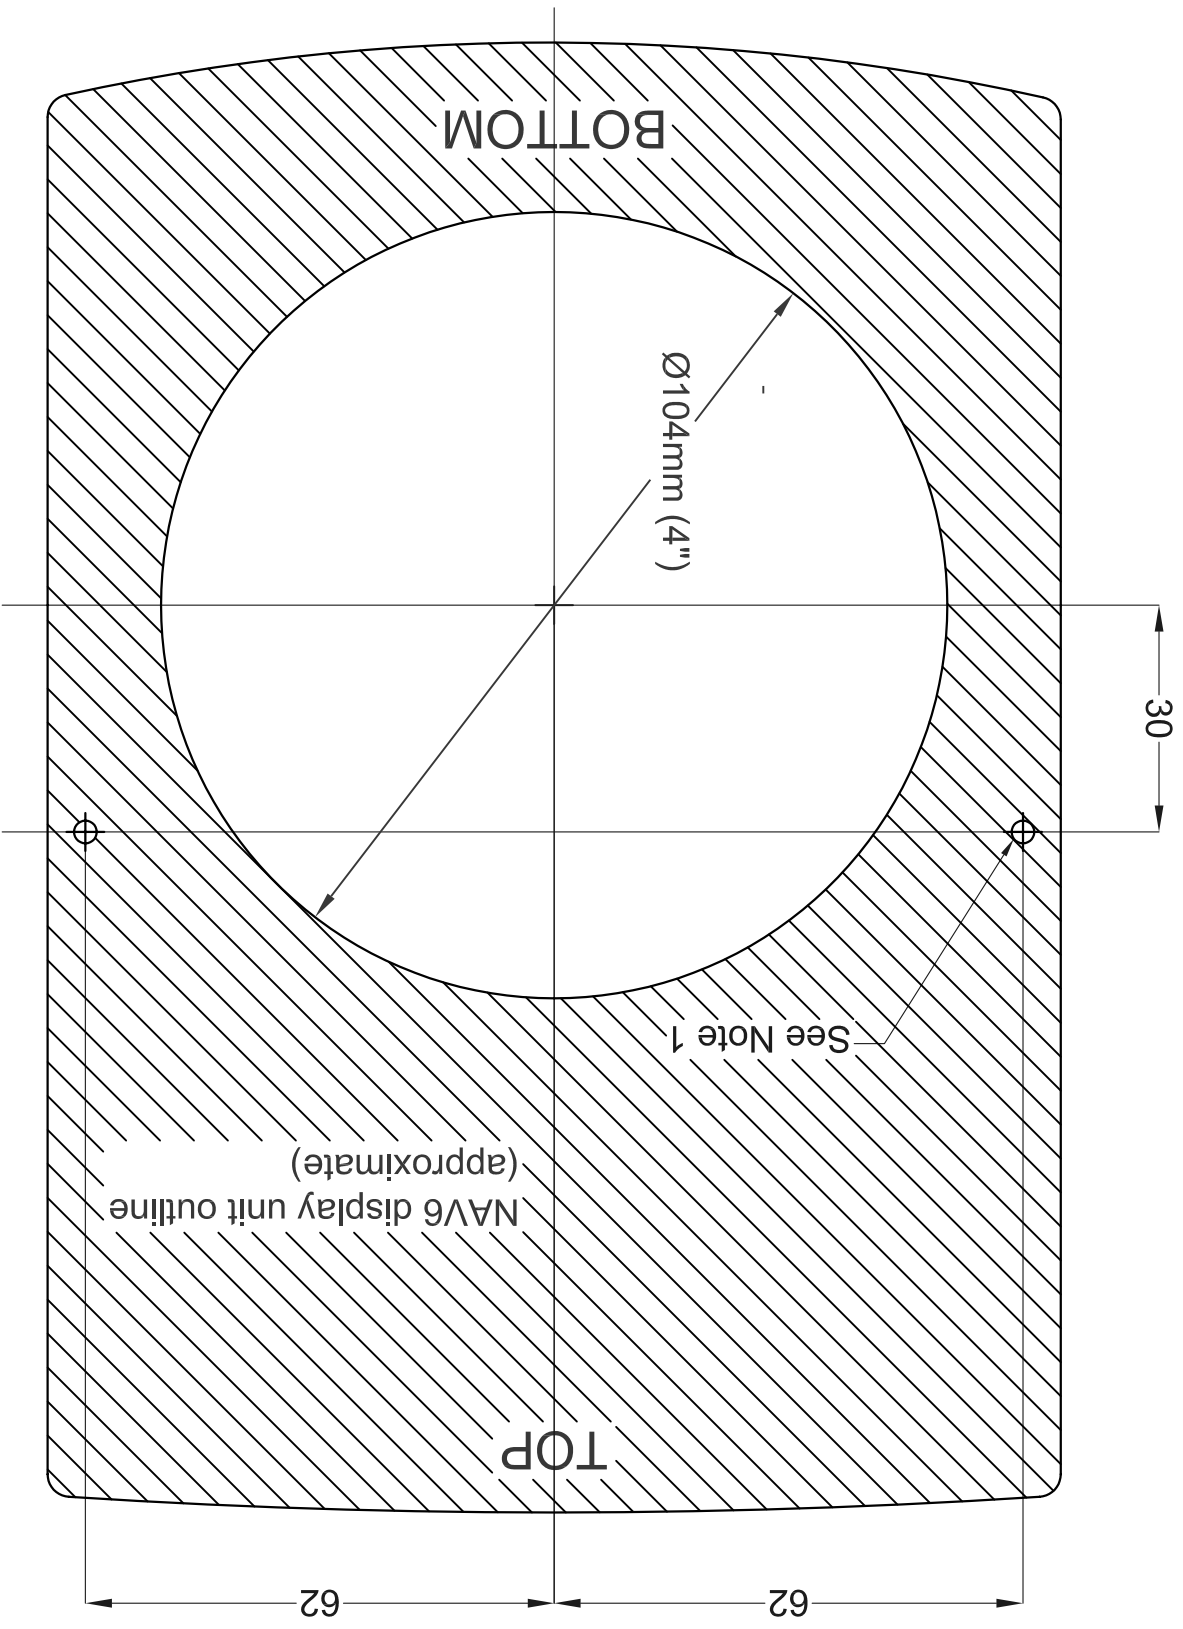 62 62
TOP
NAV6 display unit outline
(approximate)
See Note 1
30
Ø104mm (4")
BOTTOM